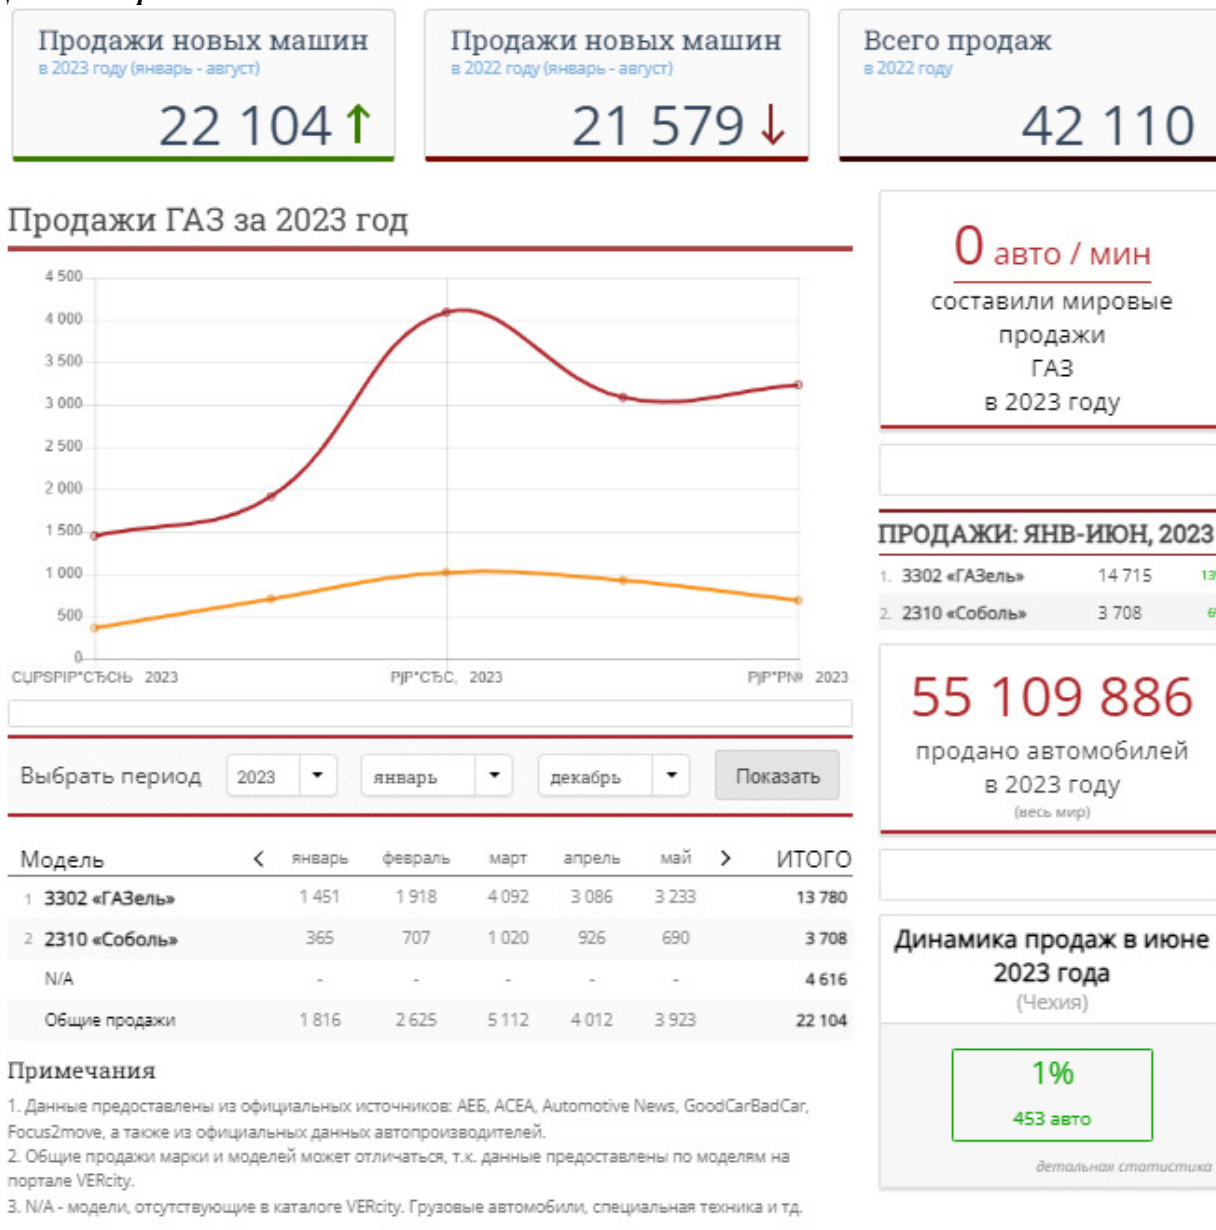 Продажи новых машин
в 2023 году (январь - август)
22 104
Продажи новых машин
в 2022 году (январь - август)
21 579
Всего продаж
в 2022 году
42 110
Продажи ГАЗ за 2023 год
4 500
4 000
3 500
3 000
2 500
2 000
1 500
1 000
500
0
2023
2023
2023
Выбрать период 2023 январь декабрь Показать
Модель < январь февраль март апрель май > ИТОГО
1 3302 «ГАЗель» 1 451 1 918 4 092 3 086 3 233 13 780
2 2310 «Соболь» 365 707 1 020 926 690 3 708
N/A - - - - - 4 616
Общие продажи 1 816 2 625 5 112 4 012 3 923 22 104
Примечания
1. Данные предоставлены из официальных источников: АЕБ, ACEA, Automotive News, GoodCarBadCar,
Focus2move, а также из официальных данных автопроизводителей.
2. Общие продажи марки и моделей может отличаться, т.к. данные предоставлены по моделям на
портале VERcity.
3. N/A - модели, отсутствующие в каталоге VERcity. Грузовые автомобили, специальная техника и тд.
0 авто / мин
составили мировые
продажи
ГАЗ
в 2023 году
ПРОДАЖИ: ЯНВ-ИЮН, 2023
1. 3302 «ГАЗель» 14 715
2. 2310 «Соболь» 3 708
55 109 886
продано автомобилей
в 2023 году
(весь мир)
Динамика продаж в июне
2023 года
(Чехия)
1%
453 авто
детальная статистика